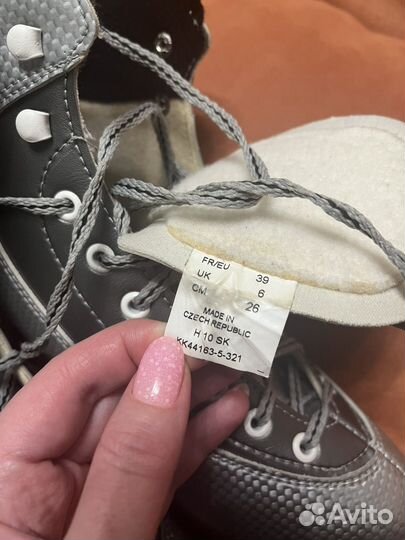 FR/EU 39
UK 6
CM 26
MADE IN
CZECH REPUBLIC
H 10 SK
KK44163-5-321
Avito